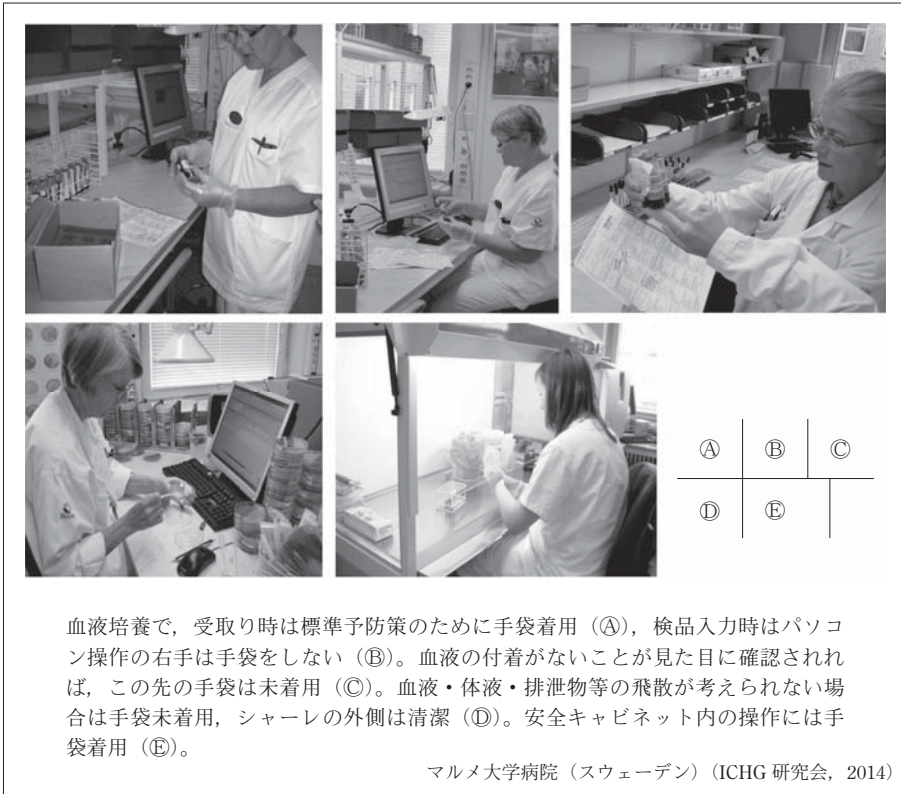 Ⓐ Ⓑ Ⓒ
Ⓓ Ⓔ
血液培養で，受取り時は標準予防策のために手袋着用（Ⓐ），検品入力時はパソコ
ン操作の右手は手袋をしない（Ⓑ）。血液の付着がないことが見た目に確認されれ
ば，この先の手袋は未着用（Ⓒ）。血液・体液・排泄物等の飛散が考えられない場
合は手袋未着用，シャーレの外側は清潔（Ⓓ）。安全キャビネット内の操作には手
袋着用（Ⓔ）。
マルメ大学病院（スウェーデン）（ICHG 研究会，2014）